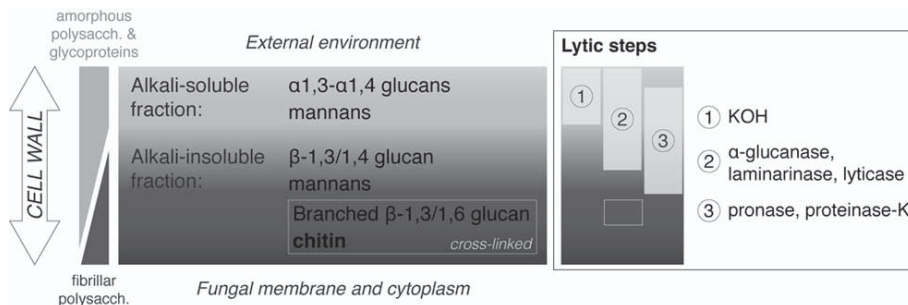 amorphous
polysacch. &
glycoproteins
External environment
CELL WALL
Alkali-soluble α1,3-α1,4 glucans
fraction: mannans
Alkali-insoluble β-1,3/1,4 glucan
fraction: mannans
Branched β-1,3/1,6 glucan
chitin cross-linked
fibrillar
polysacch.
Fungal membrane and cytoplasm
Lytic steps
1
2
3
1 KOH
2 α-glucanase,
laminarinase, lyticase
3 pronase, proteinase-K